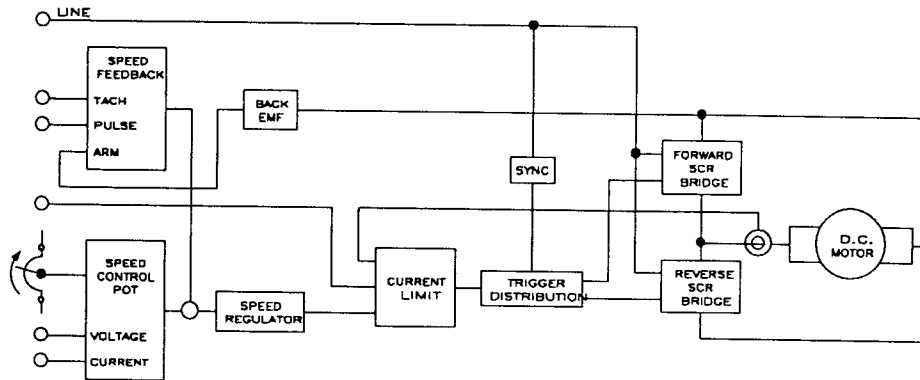 LINE
SPEED
FEEDBACK
TACH
PULSE
ARM
BACK
EMF
SYNC
FORWARD
SCR
BRIDGE
D.C.
MOTOR
SPEED
CONTROL
POT
VOLTAGE
CURRENT
SPEED
REGULATOR
CURRENT
LIMIT
TRIGGER
DISTRIBUTION
REVERSE
SCR
BRIDGE